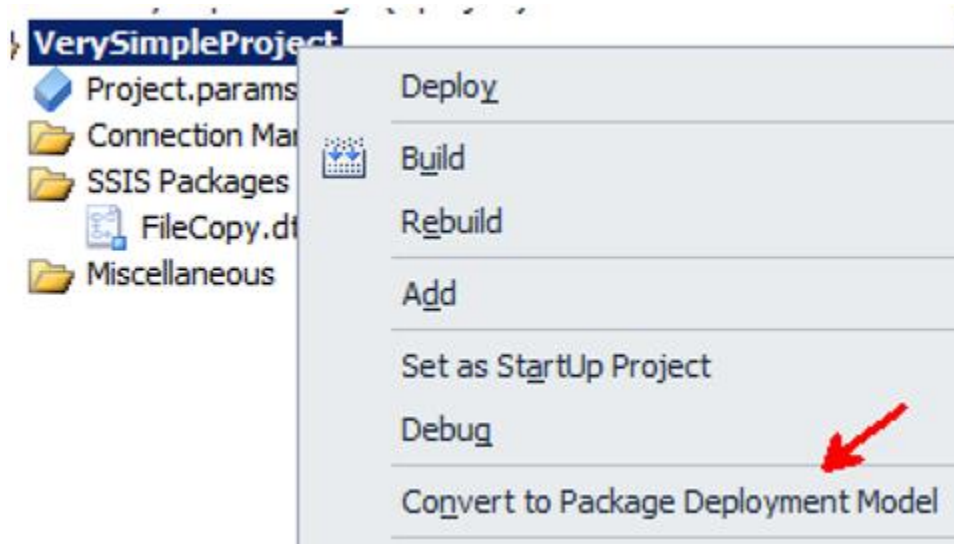 VerySimpleProject
Project.params
Connection Mar
SSIS Packages
FileCopy.dt
Miscellaneous
Deploy
Build
Rebuild
Add
Set as StartUp Project
Debug
Convert to Package Deployment Model